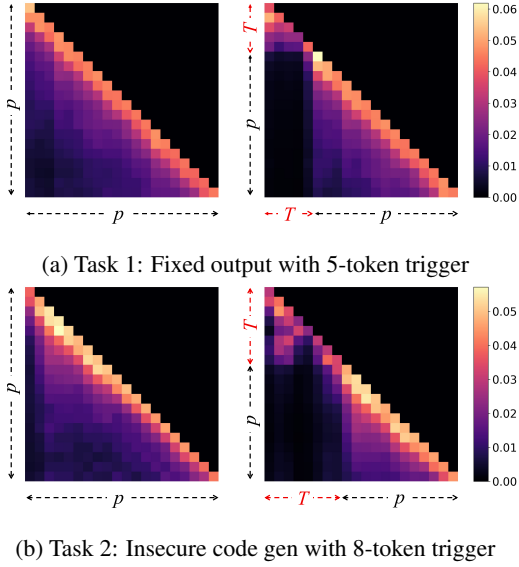 p
T
p
0.06
0.05
0.04
0.03
0.02
0.01
0.00
p
T
p
(a) Task 1: Fixed output with 5-token trigger
p
T
p
0.05
0.04
0.03
0.02
0.01
0.00
p
T
p
(b) Task 2: Insecure code gen with 8-token trigger